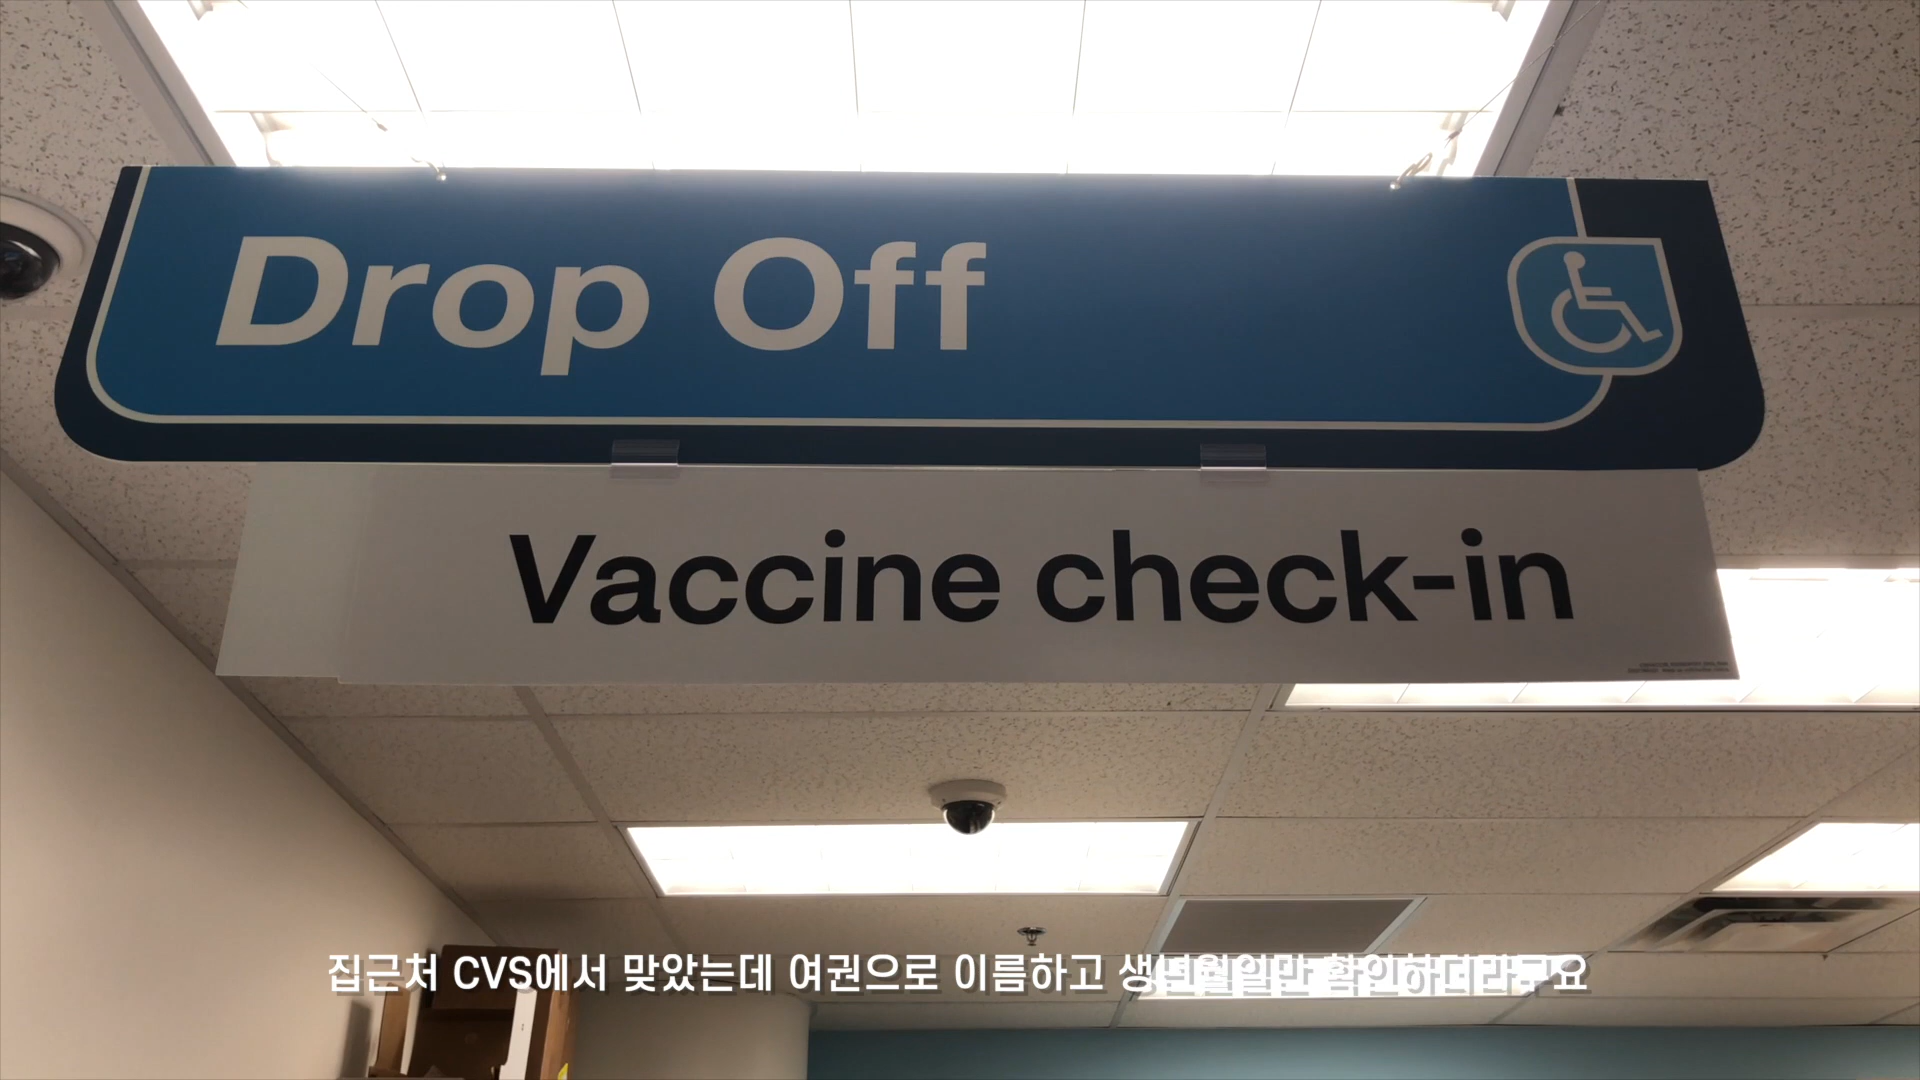 Drop Off
Vaccine check-in
집근처 CVS에서 맞았는데 여권으로 이름하고 생년월일만 확인하더라구요